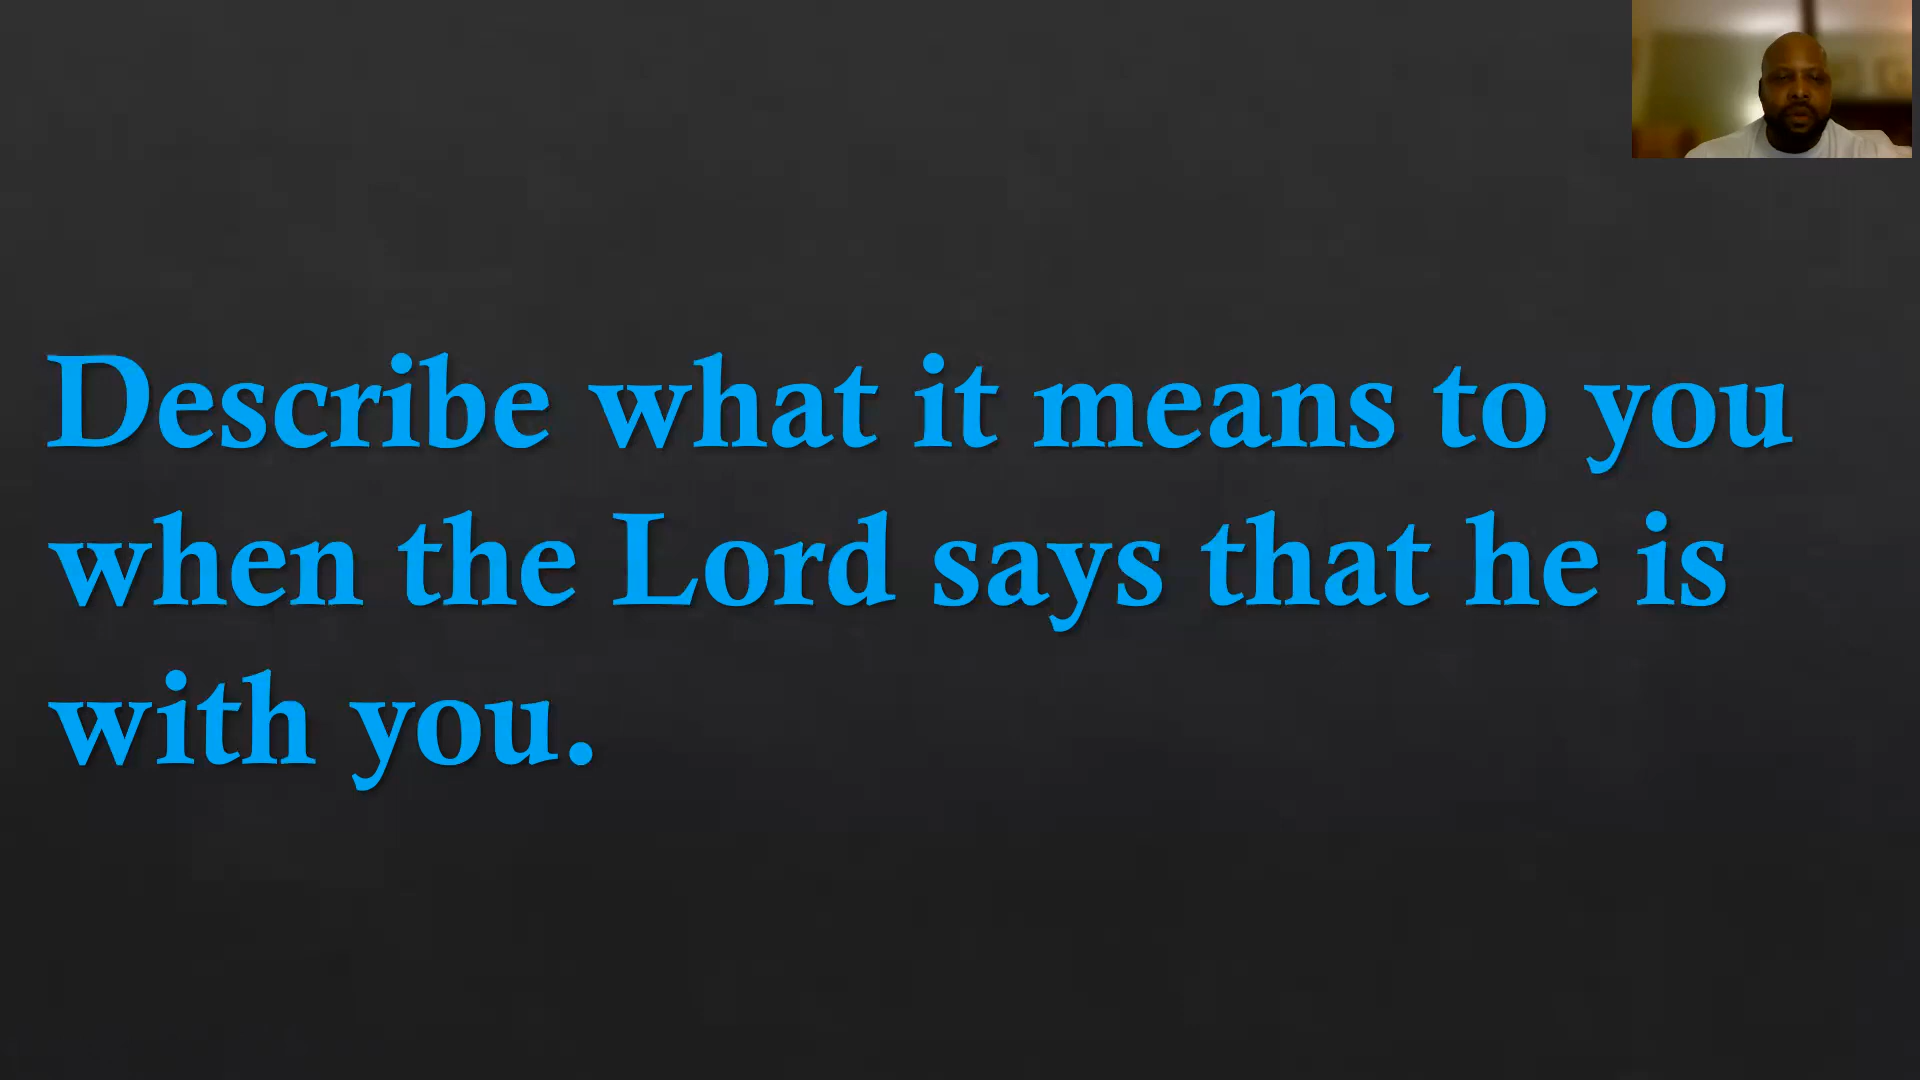 Describe what it means to you
when the Lord says that he is
with you.